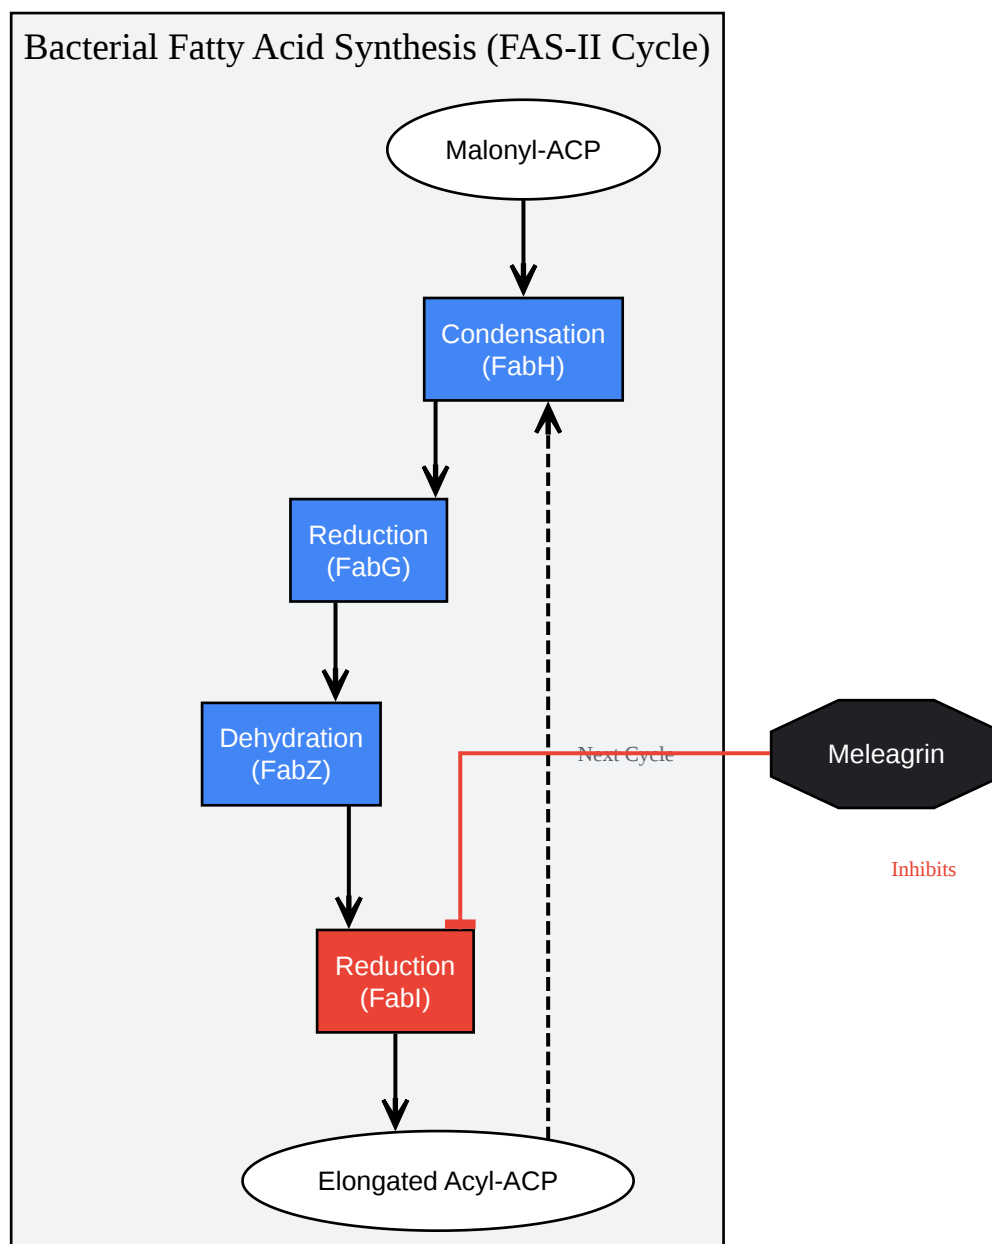 Bacterial Fatty Acid Synthesis (FAS-II Cycle)
Malonyl-ACP
Condensation
(FabH)
Reduction
(FabG)
Dehydration
(FabZ)
Next Cycle
Meleagrin
Inhibits
Reduction
(FabI)
Elongated Acyl-ACP